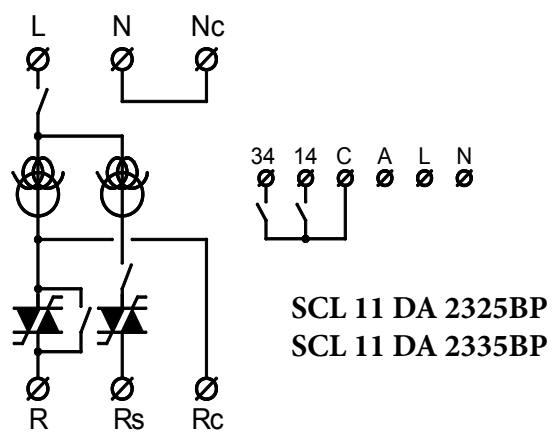 L N Nc
34 14 C A L N
SCL 11 DA 2325BP
SCL 11 DA 2335BP
R Rs Rc